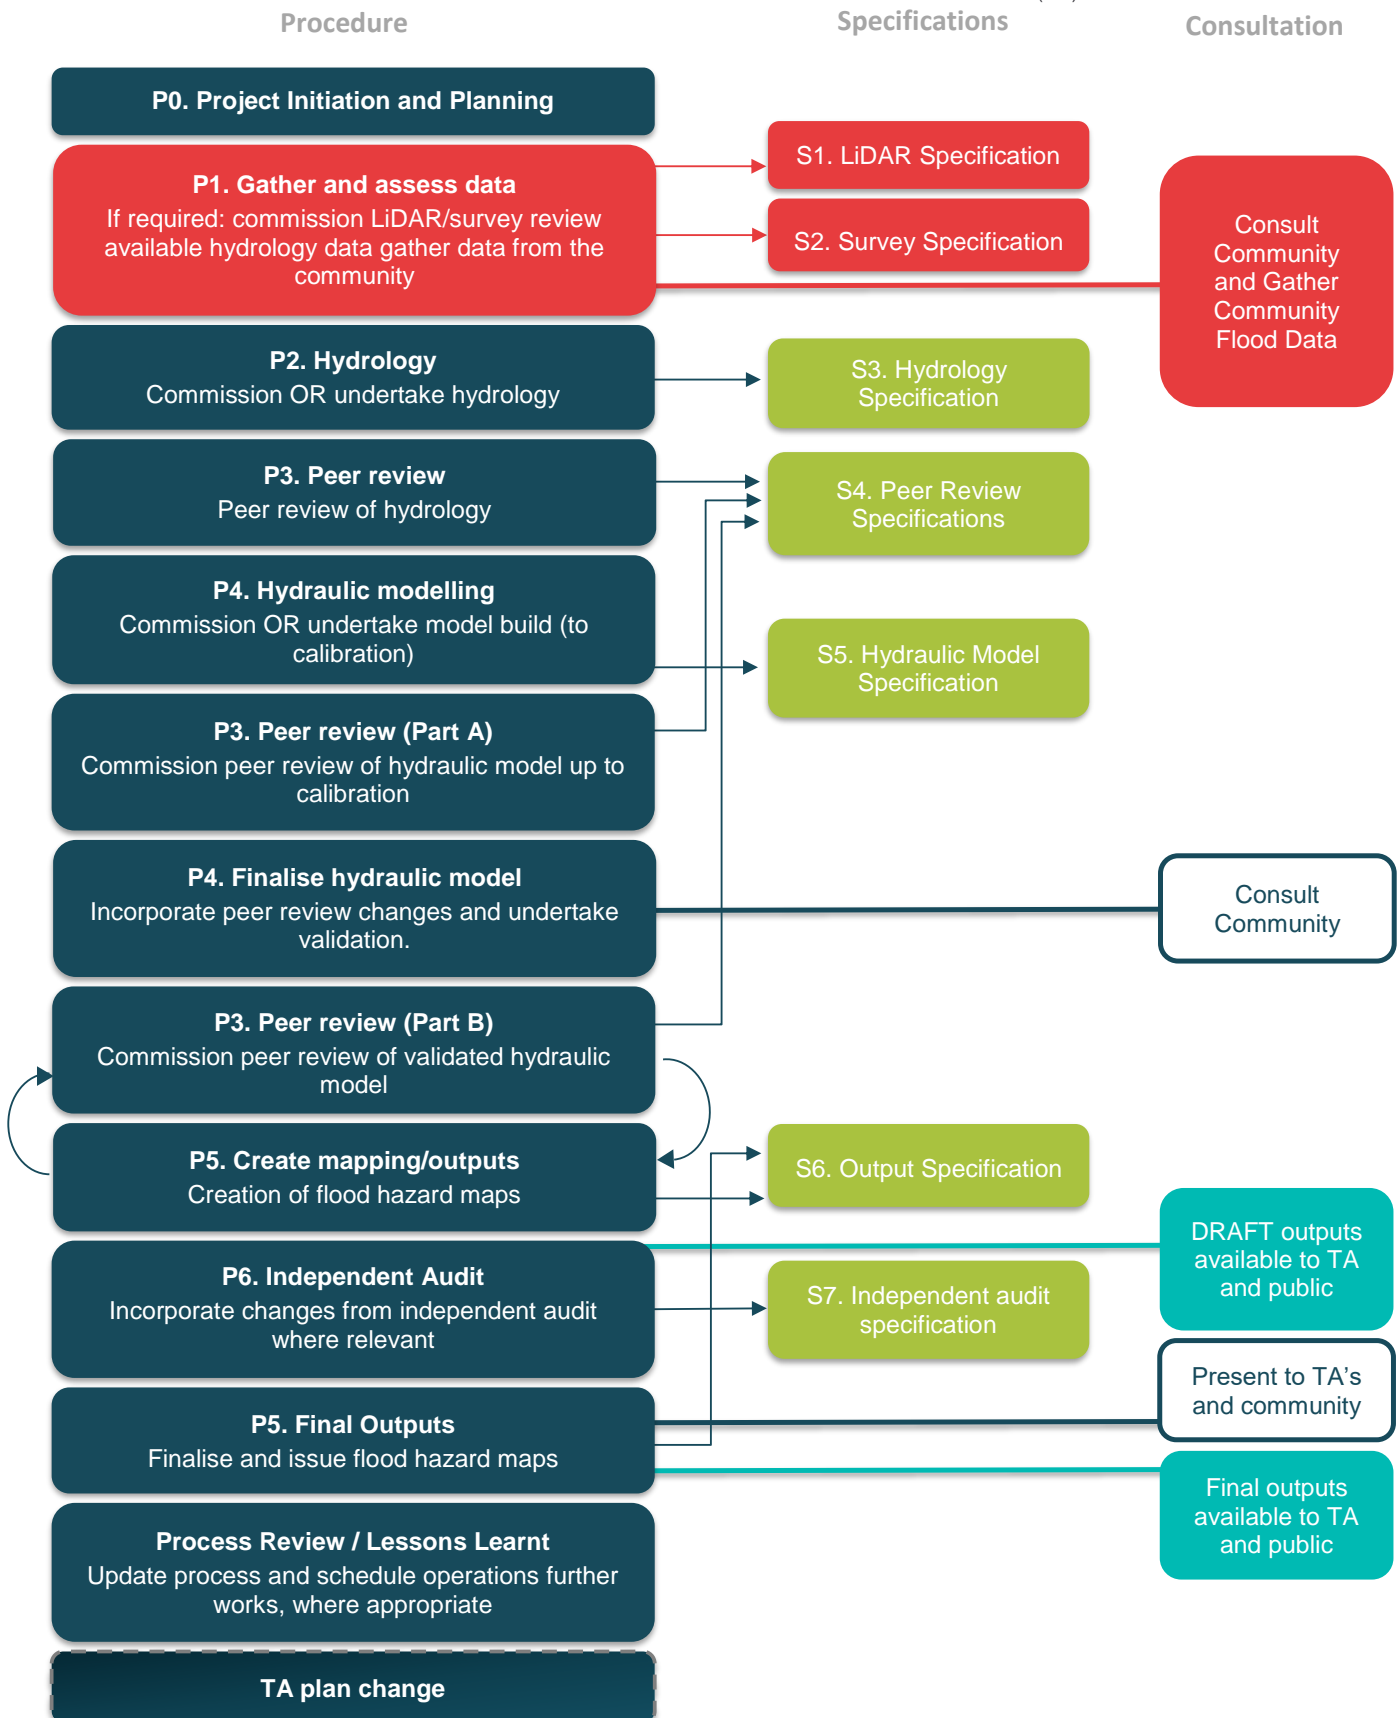 Procedure
Specifications
Consultation
P0. Project Initiation and Planning
P1. Gather and assess data
If required: commission LiDAR/survey review
available hydrology data gather data from the
community
S1. LiDAR Specification
S2. Survey Specification
Consult
Community
and Gather
Community
Flood Data
P2. Hydrology
Commission OR undertake hydrology
S3. Hydrology
Specification
P3. Peer review
Peer review of hydrology
S4. Peer Review
Specifications
P4. Hydraulic modelling
Commission OR undertake model build (to
calibration)
S5. Hydraulic Model
Specification
P3. Peer review (Part A)
Commission peer review of hydraulic model up to
calibration
P4. Finalise hydraulic model
Incorporate peer review changes and undertake
validation.
Consult
Community
P3. Peer review (Part B)
Commission peer review of validated hydraulic
model
P5. Create mapping/outputs
Creation of flood hazard maps
S6. Output Specification
DRAFT outputs
available to TA
and public
P6. Independent Audit
Incorporate changes from independent audit
where relevant
S7. Independent audit
specification
Present to TA's
and community
P5. Final Outputs
Finalise and issue flood hazard maps
Final outputs
available to TA
and public
Process Review / Lessons Learnt
Update process and schedule operations further
works, where appropriate
TA plan change